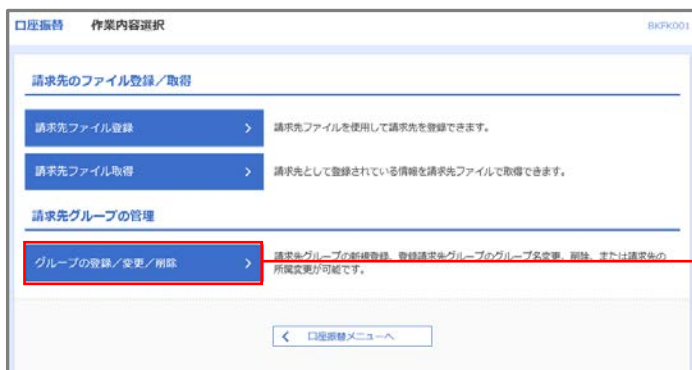 口座振替 作業内容選択 BKFK001
請求先のファイル登録／取得
請求先ファイル登録 請求先ファイルを使用して請求先を登録できます。
請求先ファイル取得 請求先として登録されている情報を請求先ファイルで取得できます。
請求先グループの管理
グループの登録／変更／削除 請求先グループの新規登録、登録請求先グループのグループ名変更、削除、または請求先の
所属変更が可能です。
口座振替メニューへ